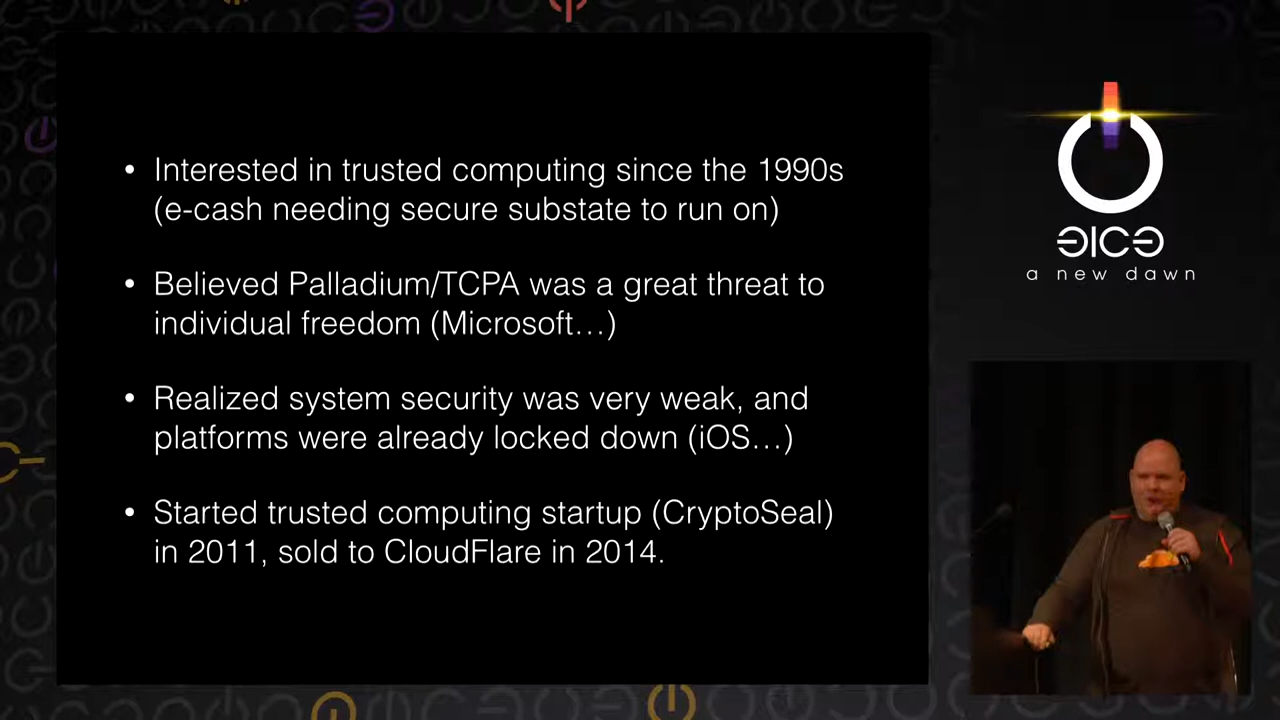 • Interested in trusted computing since the 1990s
(e-cash needing secure substate to run on)
• Believed Palladium/TCPA was a great threat to
individual freedom (Microsoft…)
• Realized system security was very weak, and
platforms were already locked down (iOS…)
• Started trusted computing startup (CryptoSeal)
in 2011, sold to CloudFlare in 2014.
31C3
a new dawn